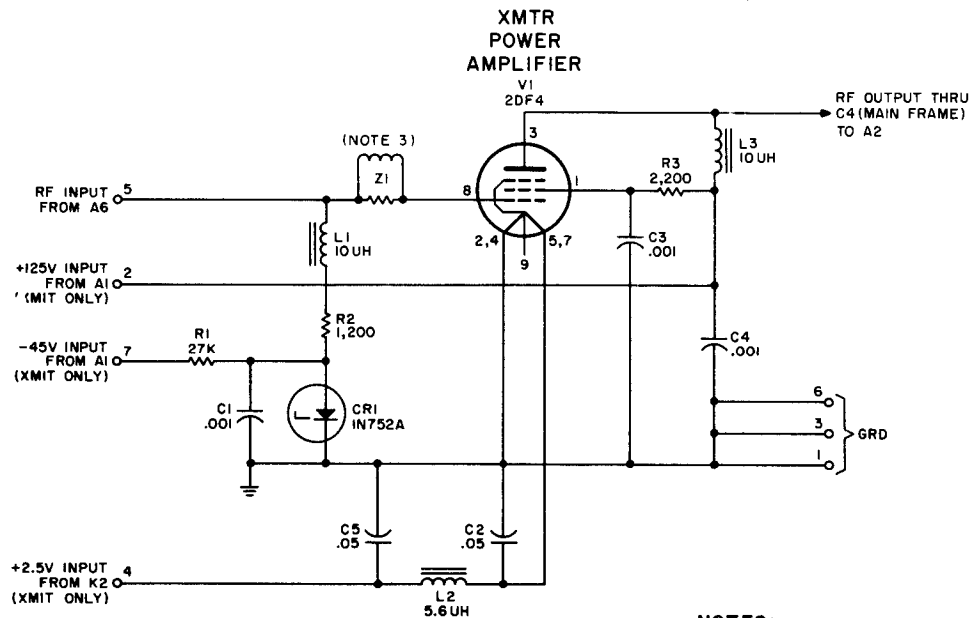 XMTR
POWER
AMPLIFIER
V1
2DF4
RF OUTPUT THRU
C4 (MAIN FRAME)
TO A2
3
(NOTE 3)
Z1
L3
10UH
R3
2,200
8
1
5
RF INPUT
FROM A6
2,4
5,7
9
C3
.001
L1
10UH
+125V INPUT
FROM A1
' (MIT ONLY)
2
R2
1,200
C4
.001
-45V INPUT
FROM A1
(XMIT ONLY)
7
R1
27K
C1
.001
CR1
1N752A
6
3
1
GRD
C5
.05
C2
.05
+2.5V INPUT
FROM K2
(XMIT ONLY)
4
L2
5.6UH